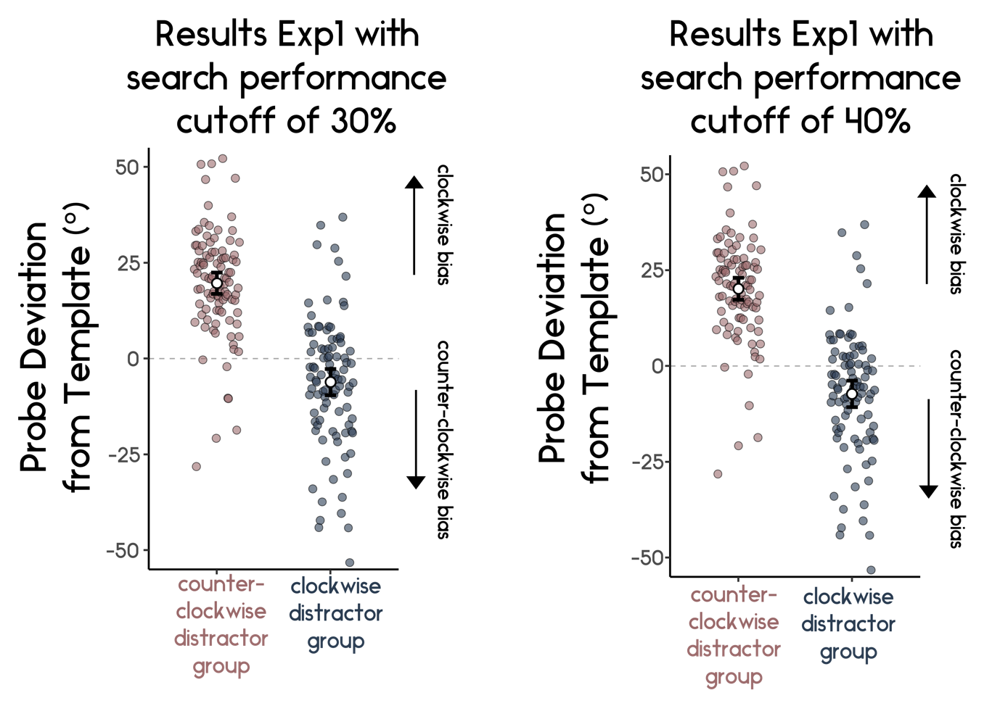 Results Exp1 with
search performance
cutoff of 30%
Probe Deviation
from Template (°)
50
25
0
-25
-50
clockwise bias
counter-clockwise bias
counter-
clockwise
distractor
group
clockwise
distractor
group
Results Exp1 with
search performance
cutoff of 40%
Probe Deviation
from Template (°)
50
25
0
-25
-50
clockwise bias
counter-clockwise bias
counter-
clockwise
distractor
group
clockwise
distractor
group